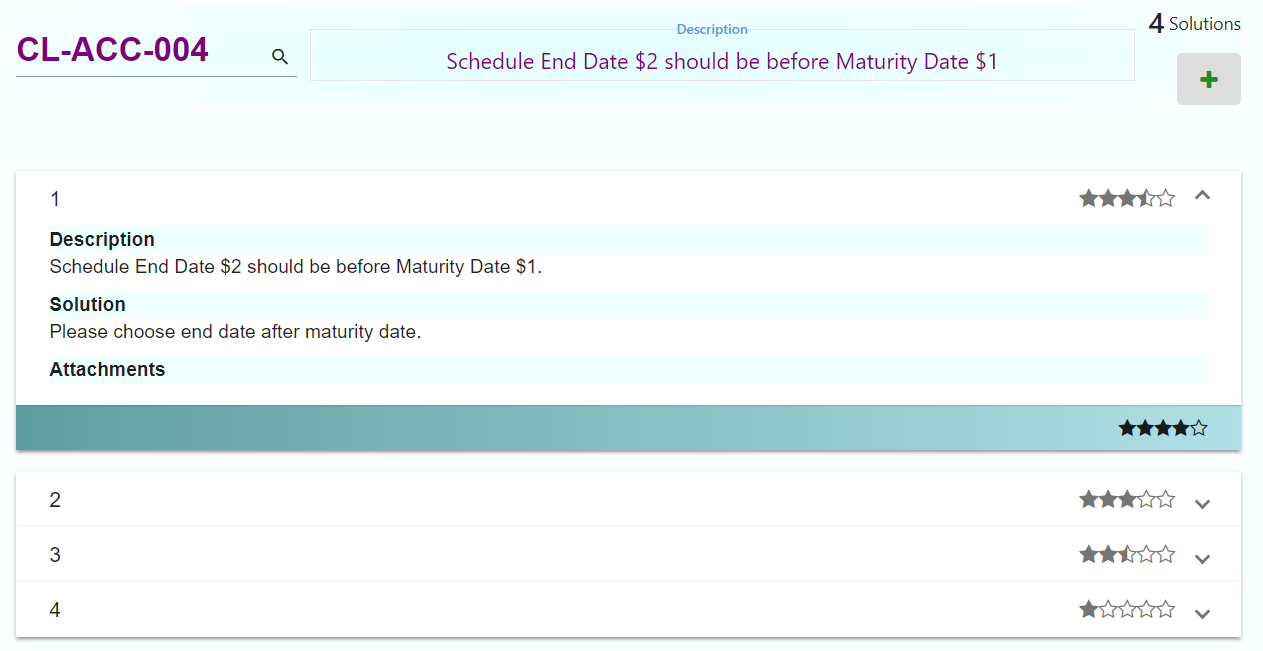 CL-ACC-004
Description
Schedule End Date $2 should be before Maturity Date $1
4 Solutions
1
Description
Schedule End Date $2 should be before Maturity Date $1.
Solution
Please choose end date after maturity date.
Attachments
2
3
4